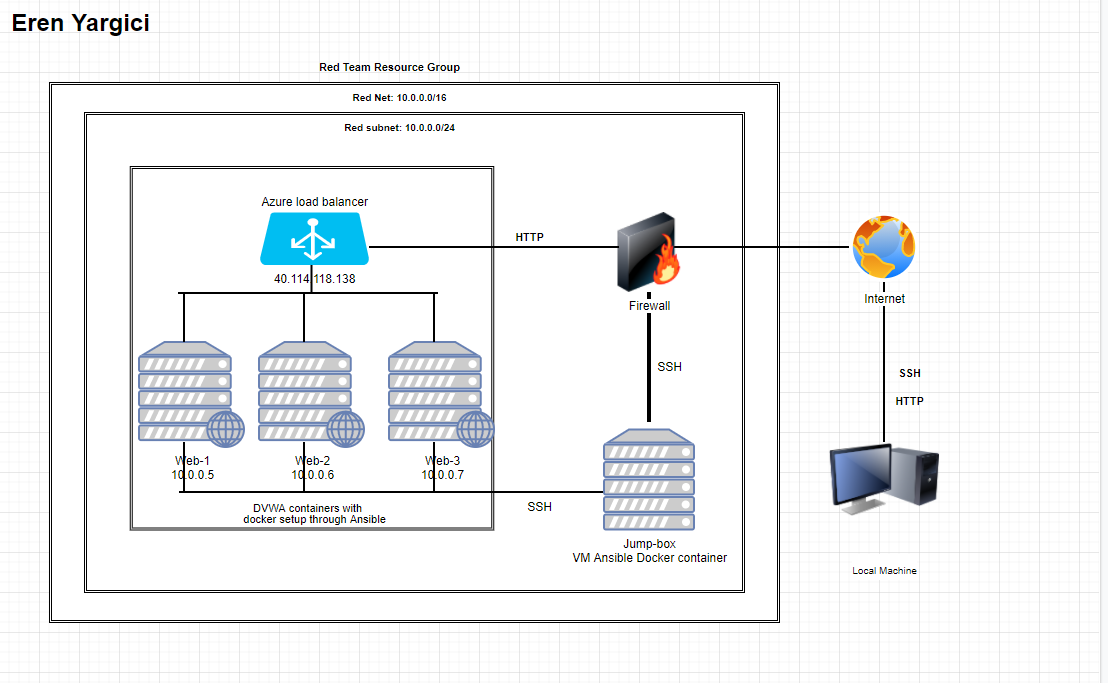 Eren Yargici
Red Team Resource Group
Red Net: 10.0.0.0/16
Red subnet: 10.0.0.0/24
Azure load balancer
40.114.118.138
HTTP
Firewall
Internet
SSH
SSH
HTTP
Web-1
10.0.0.5
Web-2
10.0.0.6
Web-3
10.0.0.7
DVWA containers with
docker setup through Ansible
SSH
Jump-box
VM Ansible Docker container
Local Machine